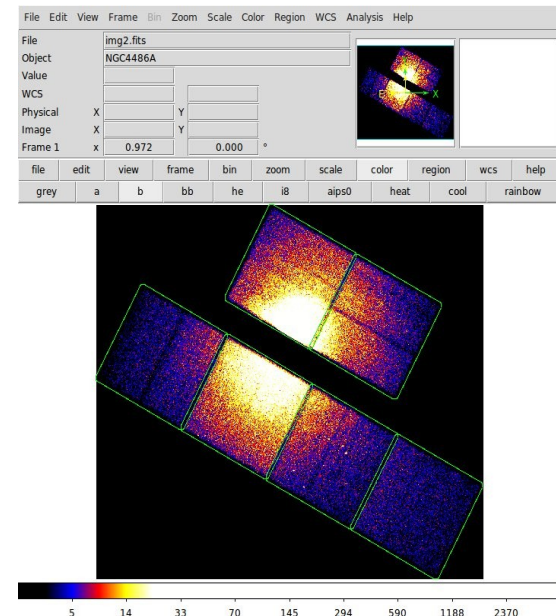 File Edit View Frame Bin Zoom Scale Color Region WCS Analysis Help
File img2.fits
Object NGC4486A
Value
WCS
Physical X Y
Image X Y
Frame 1 x 0.972 0.000 °
E X
file edit view frame bin zoom scale color region wcs help
grey a b bb he i8 aips0 heat cool rainbow
5 14 33 70 145 294 590 1188 2370